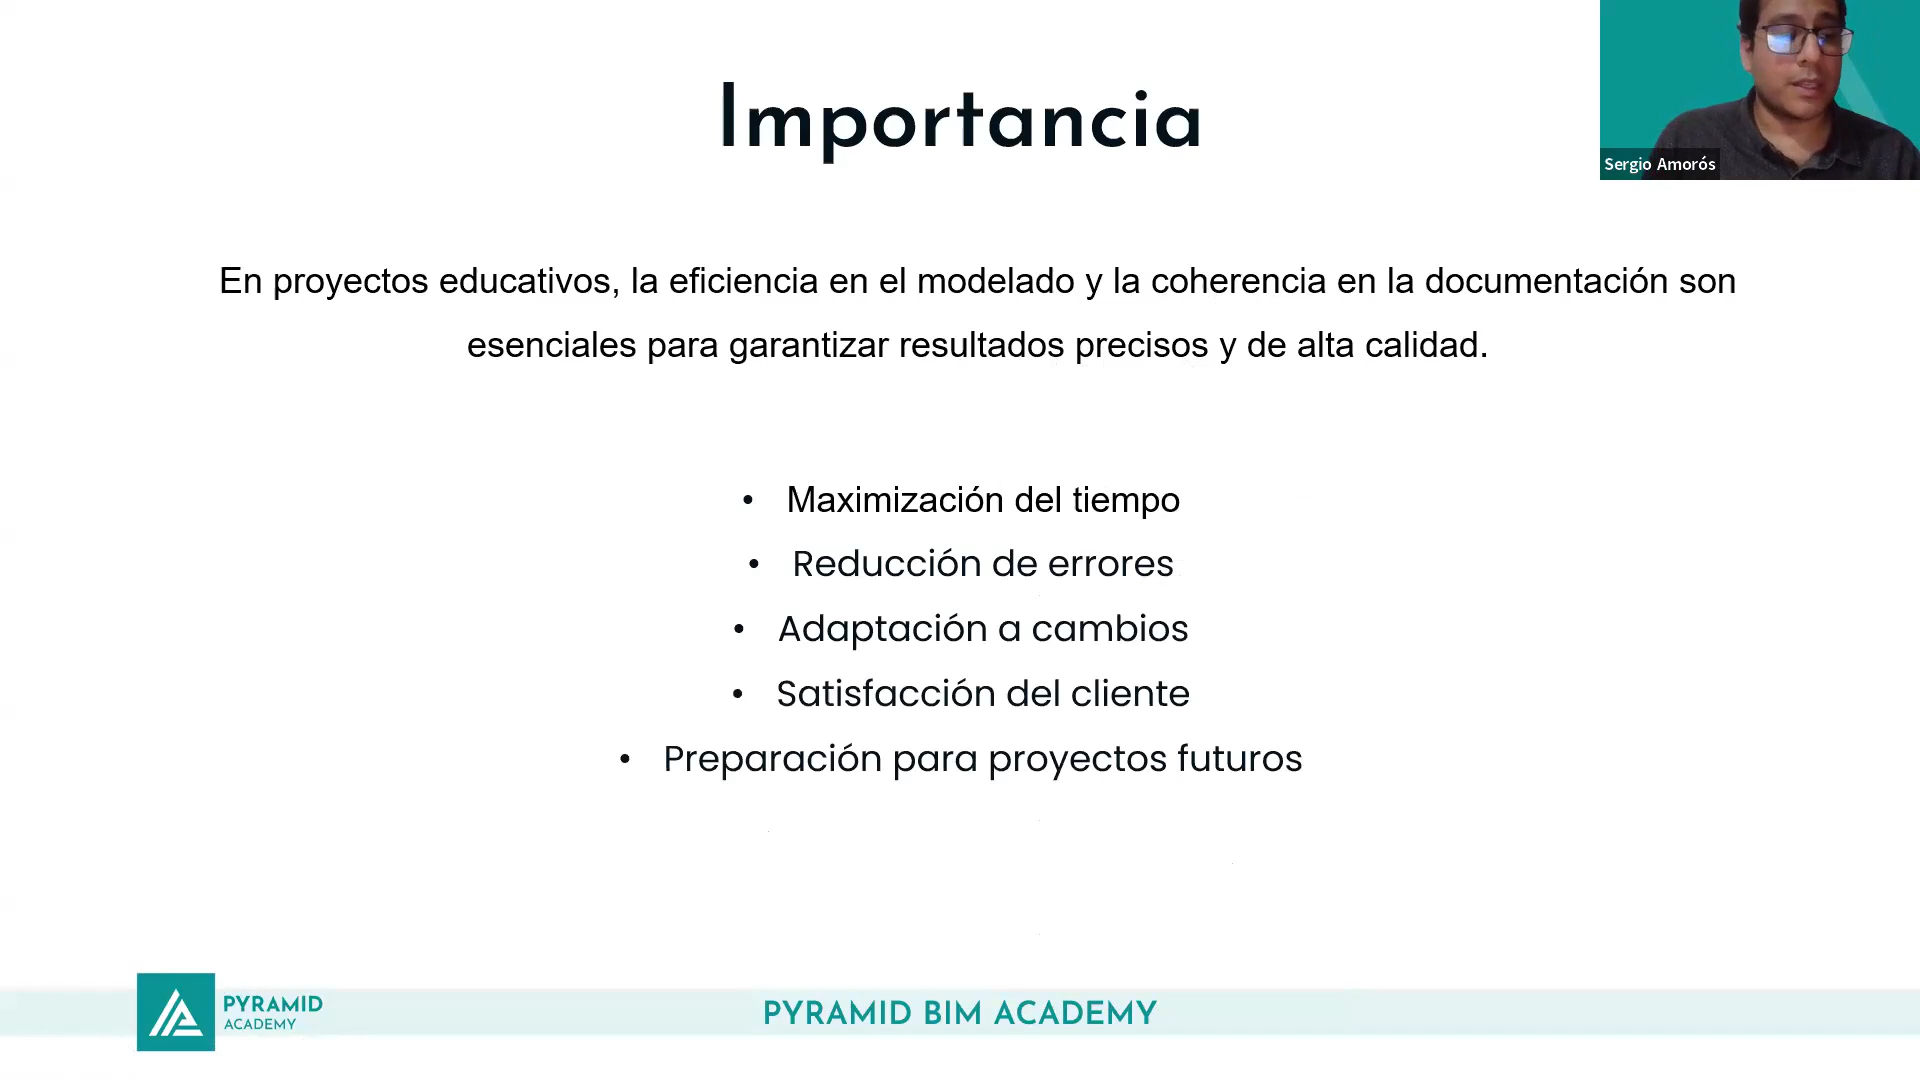 Importancia
Sergio Amorós
En proyectos educativos, la eficiencia en el modelado y la coherencia en la documentación son
esenciales para garantizar resultados precisos y de alta calidad.
• Maximización del tiempo
• Reducción de errores
• Adaptación a cambios
• Satisfacción del cliente
• Preparación para proyectos futuros
PYRAMID
ACADEMY
PYRAMID BIM ACADEMY